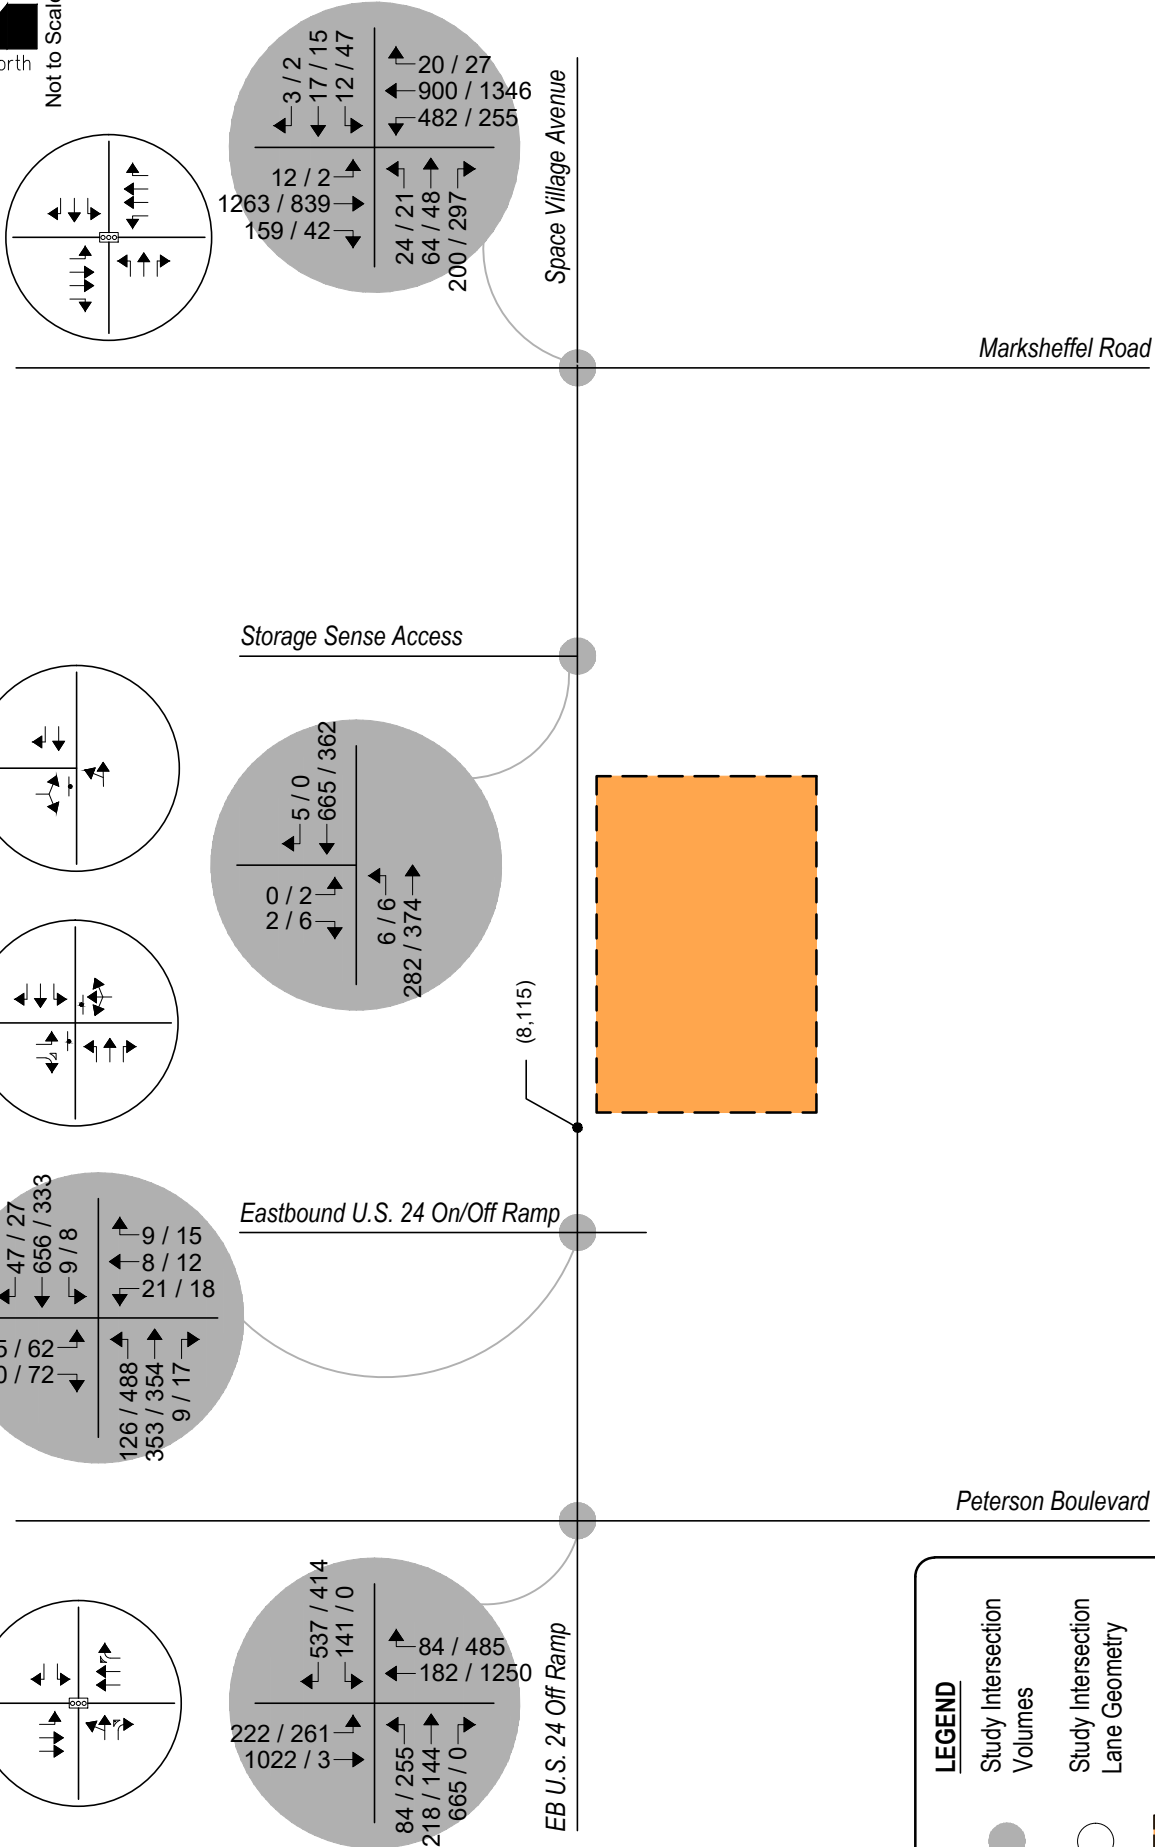 orth
Not to Scale
3 / 2
17 / 15
12 / 47
20 / 27
900 / 1346
482 / 255
12 / 2
1263 / 839
159 / 42
24 / 21
64 / 48
200 / 297
Space Village Avenue
Marksheffel Road
Storage Sense Access
5 / 0
665 / 362
0 / 2
2 / 6
6 / 6
282 / 374
(8,115)
Eastbound U.S. 24 On/Off Ramp
47 / 27
656 / 333
9 / 8
9 / 15
8 / 12
21 / 18
5 / 62
0 / 72
126 / 488
353 / 354
9 / 17
Peterson Boulevard
537 / 414
141 / 0
84 / 485
182 / 1250
222 / 261
1022 / 3
84 / 255
218 / 144
665 / 0
EB U.S. 24 Off Ramp
LEGEND
Study Intersection
Volumes
Study Intersection
Lane Geometry